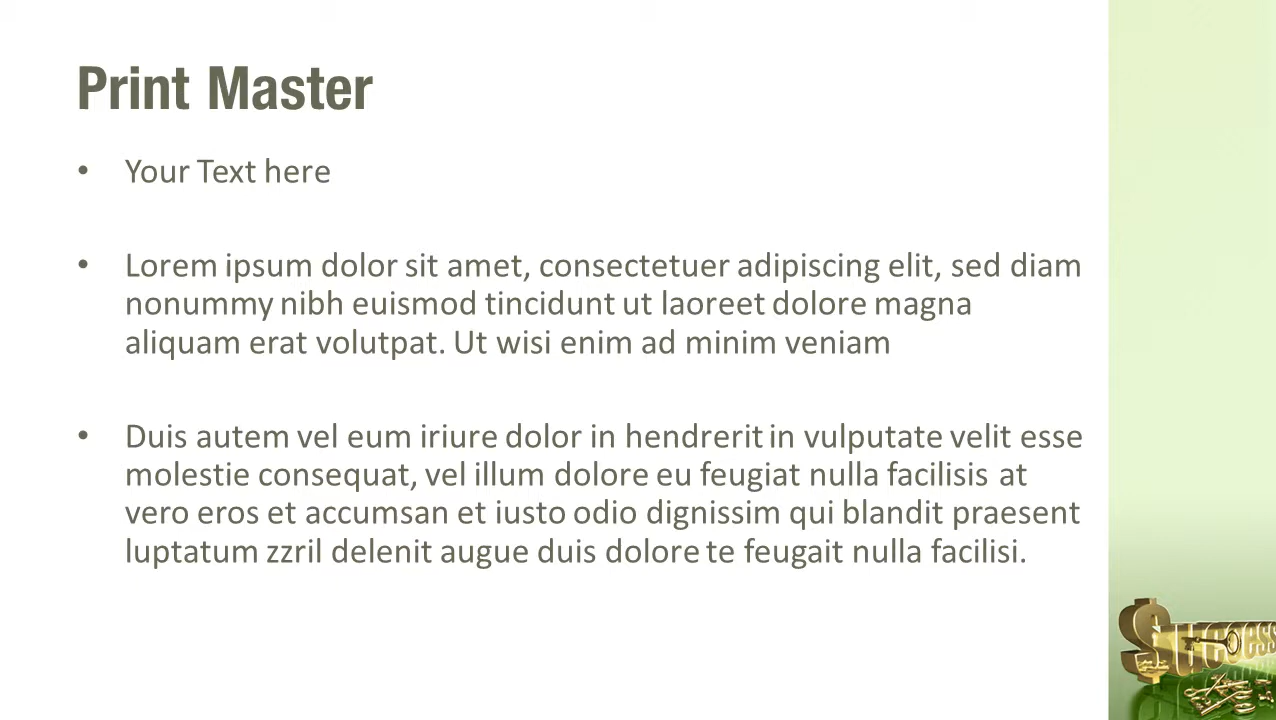 Print Master
• Your Text here
• Lorem ipsum dolor sit amet, consectetuer adipiscing elit, sed diam
nonummy nibh euismod tincidunt ut laoreet dolore magna
aliquam erat volutpat. Ut wisi enim ad minim veniam
• Duis autem vel eum iriure dolor in hendrerit in vulputate velit esse
molestie consequat, vel illum dolore eu feugiat nulla facilisis at
vero eros et accumsan et iusto odio dignissim qui blandit praesent
luptatum zzril delenit augue duis dolore te feugait nulla facilisi.
$uccess